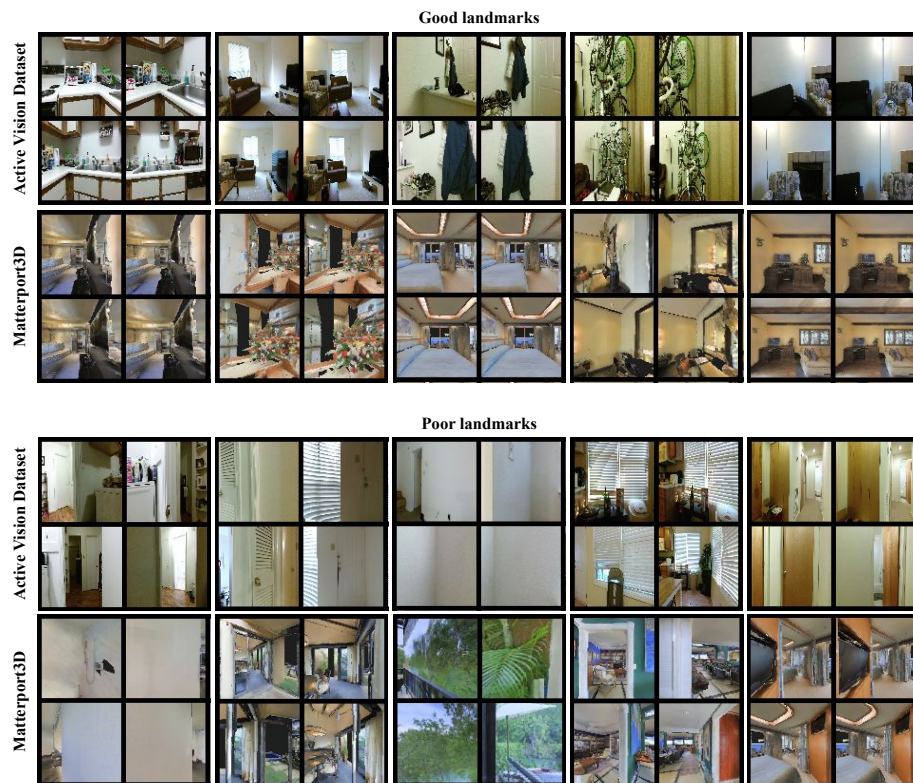 Good landmarks
Active Vision Dataset
Matterport3D
Poor landmarks
Active Vision Dataset
Matterport3D